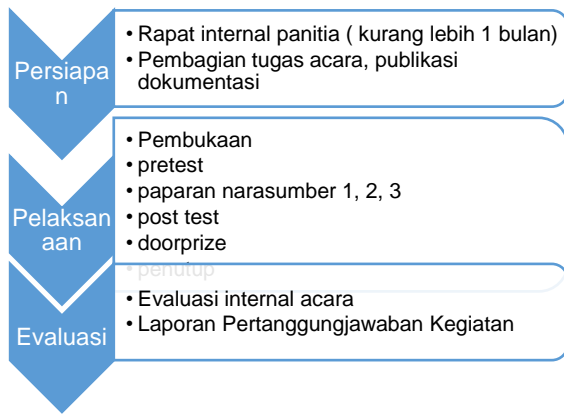 Persiapa
n
• Rapat internal panitia ( kurang lebih 1 bulan)
• Pembagian tugas acara, publikasi
dokumentasi
Pelaksan
aan
• Pembukaan
• pretest
• paparan narasumber 1, 2, 3
• post test
• doorprize
• penutup
Evaluasi
• Evaluasi internal acara
• Laporan Pertanggungjawaban Kegiatan